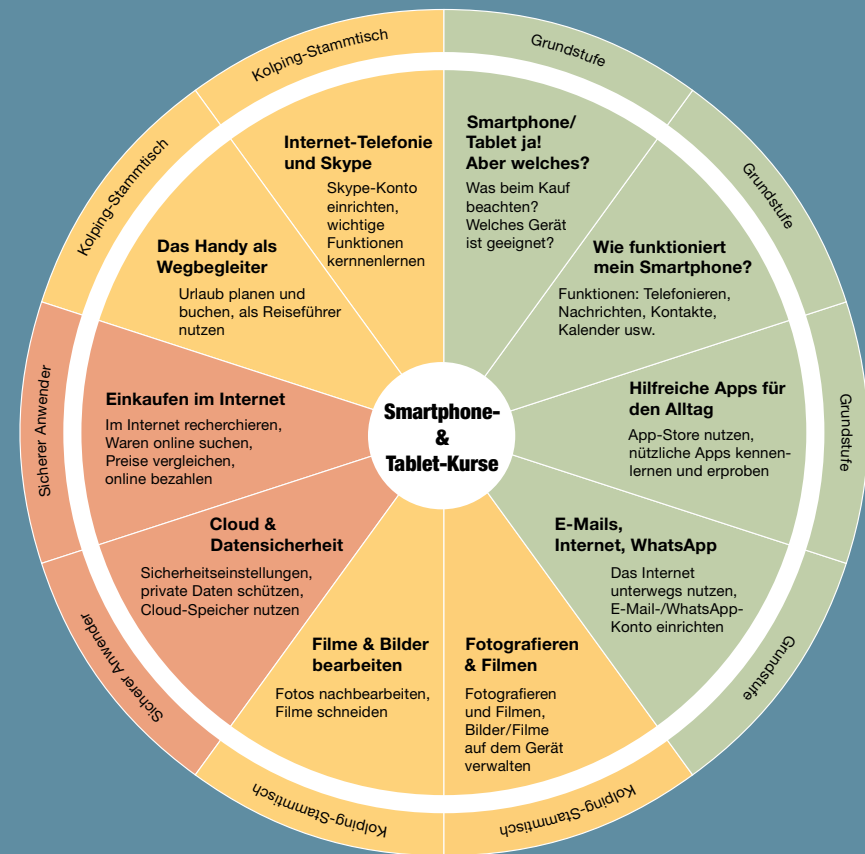 Smartphone-
&
Tablet-Kurse
Grundstufe
Smartphone/
Tablet ja!
Aber welches?
Was beim Kauf
beachten?
Welches Gerät
ist geeignet?
Grundstufe
Wie funktioniert
mein Smartphone?
Funktionen: Telefonieren,
Nachrichten, Kontakte,
Kalender usw.
Grundstufe
Hilfreiche Apps für
den Alltag
App-Store nutzen,
nützliche Apps kennen-
lernen und erproben
Grundstufe
E-Mails,
Internet, WhatsApp
Das Internet
unterwegs nutzen,
E-Mail-/WhatsApp-
Konto einrichten
Kolping-Stammtisch
Fotografieren
& Filmen
Fotografieren
und Filmen,
Bilder/Filme
auf dem Gerät
verwalten
Kolping-Stammtisch
Filme & Bilder
bearbeiten
Fotos nachbearbeiten,
Filme schneiden
Sicherer Anwender
Cloud &
Datensicherheit
Sicherheitseinstellungen,
private Daten schützen,
Cloud-Speicher nutzen
Sicherer Anwender
Einkaufen im Internet
Im Internet recherchieren,
Waren online suchen,
Preise vergleichen,
online bezahlen
Kolping-Stammtisch
Das Handy als
Wegbegleiter
Urlaub planen und
buchen, als Reiseführer
nutzen
Kolping-Stammtisch
Internet-Telefonie
und Skype
Skype-Konto
einrichten,
wichtige
Funktionen
kernnenlernen